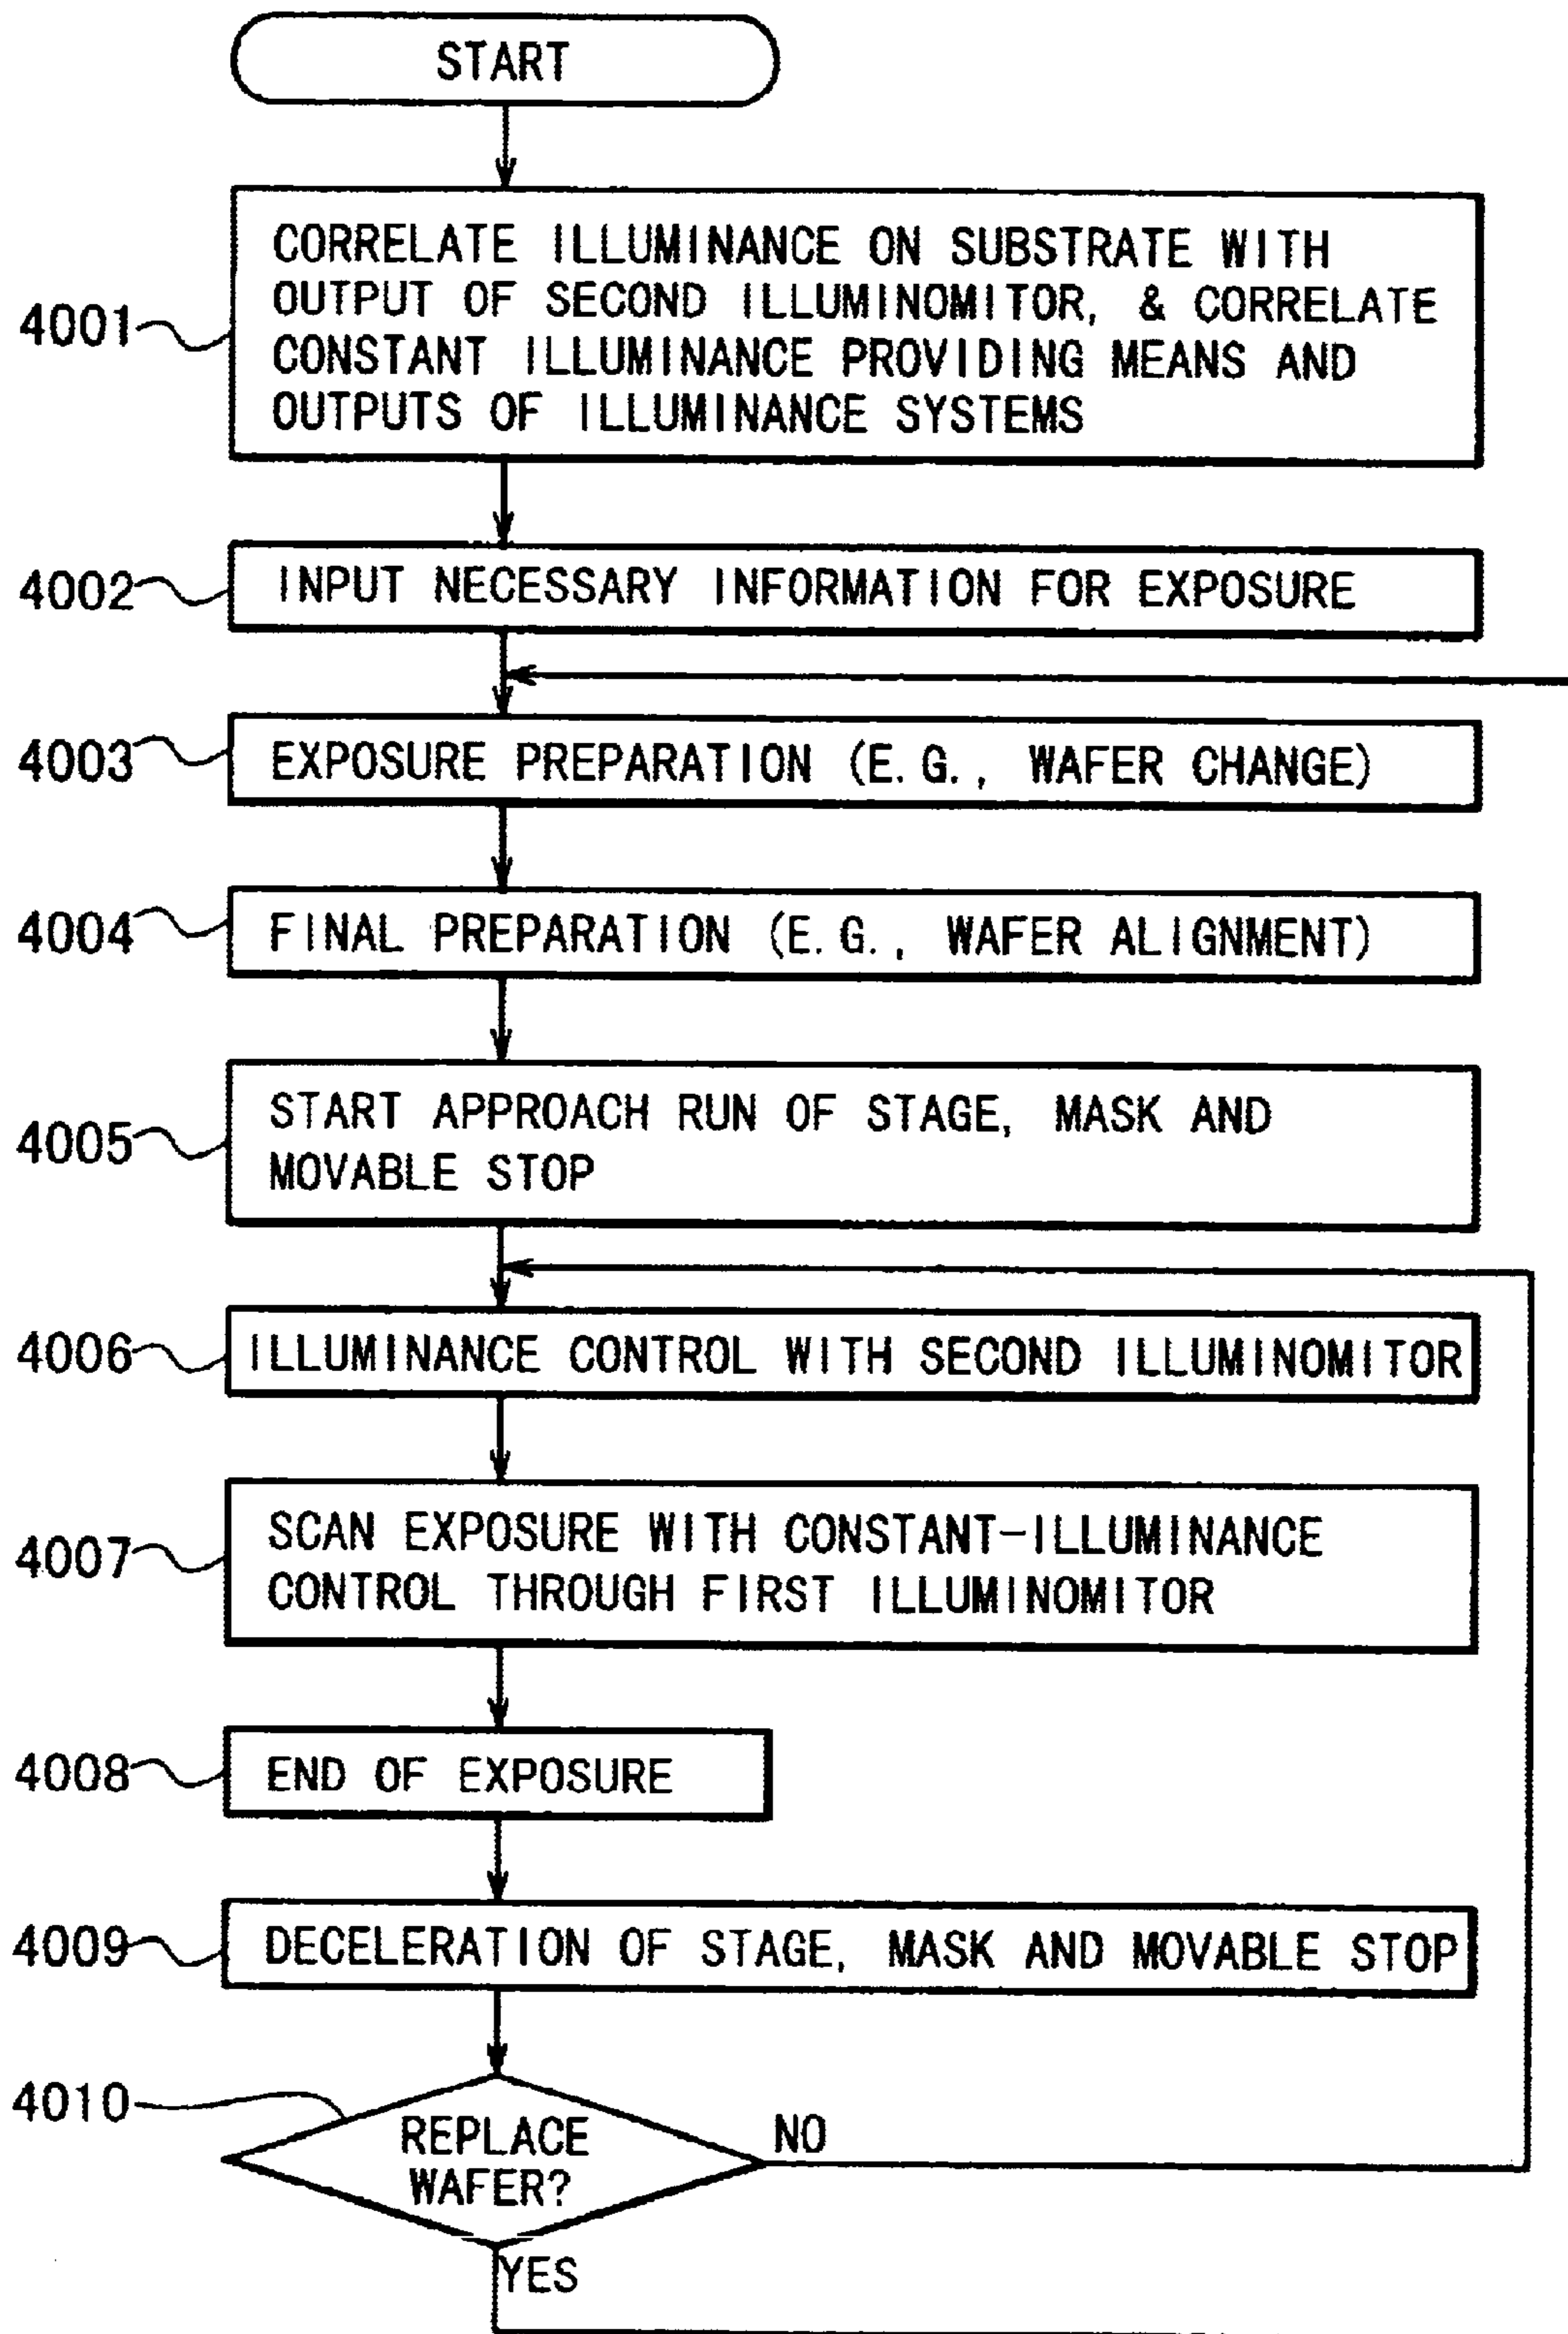 START
4001
CORRELATE ILLUMINANCE ON SUBSTRATE WITH
OUTPUT OF SECOND ILLUMINOMITOR, & CORRELATE
CONSTANT ILLUMINANCE PROVIDING MEANS AND
OUTPUTS OF ILLUMINANCE SYSTEMS
4002
INPUT NECESSARY INFORMATION FOR EXPOSURE
4003
EXPOSURE PREPARATION (E.G., WAFER CHANGE)
4004
FINAL PREPARATION (E.G., WAFER ALIGNMENT)
4005
START APPROACH RUN OF STAGE, MASK AND
MOVABLE STOP
4006
ILLUMINANCE CONTROL WITH SECOND ILLUMINOMITOR
4007
SCAN EXPOSURE WITH CONSTANT-ILLUMINANCE
CONTROL THROUGH FIRST ILLUMINOMITOR
4008
END OF EXPOSURE
4009
DECELERATION OF STAGE, MASK AND MOVABLE STOP
4010
REPLACE
WAFER?
NO
YES